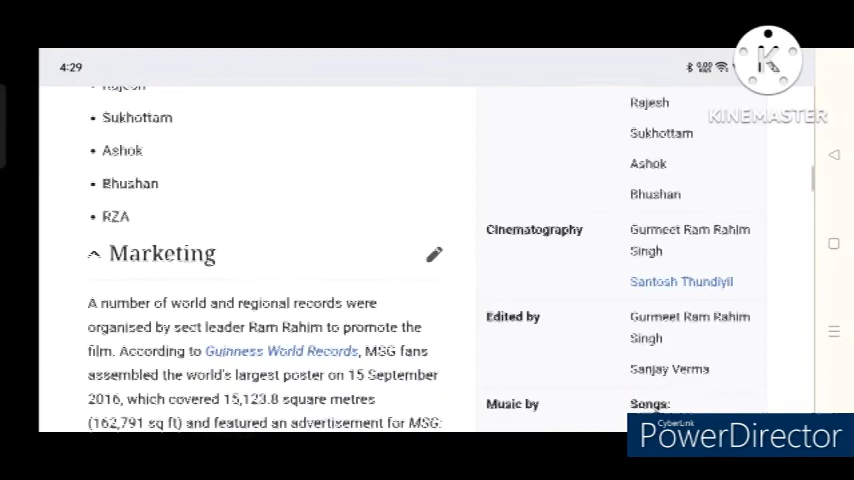 4:29
KINEMASTER
Rajesh
Sukhottam
Ashok
Bhushan
RZA
Marketing
A number of world and regional records were
organised by sect leader Ram Rahim to promote the
film. According to Guinness World Records, MSG fans
assembled the world's largest poster on 15 September
2016, which covered 15,123.8 square metres
(162,791 sq ft) and featured an advertisement for MSG:
Rajesh
Sukhottam
Ashok
Bhushan
Cinematography
Gurmeet Ram Rahim
Singh
Santosh Thundiyil
Edited by
Gurmeet Ram Rahim
Singh
Sanjay Verma
Music by
Songs:
CyberLink
PowerDirector